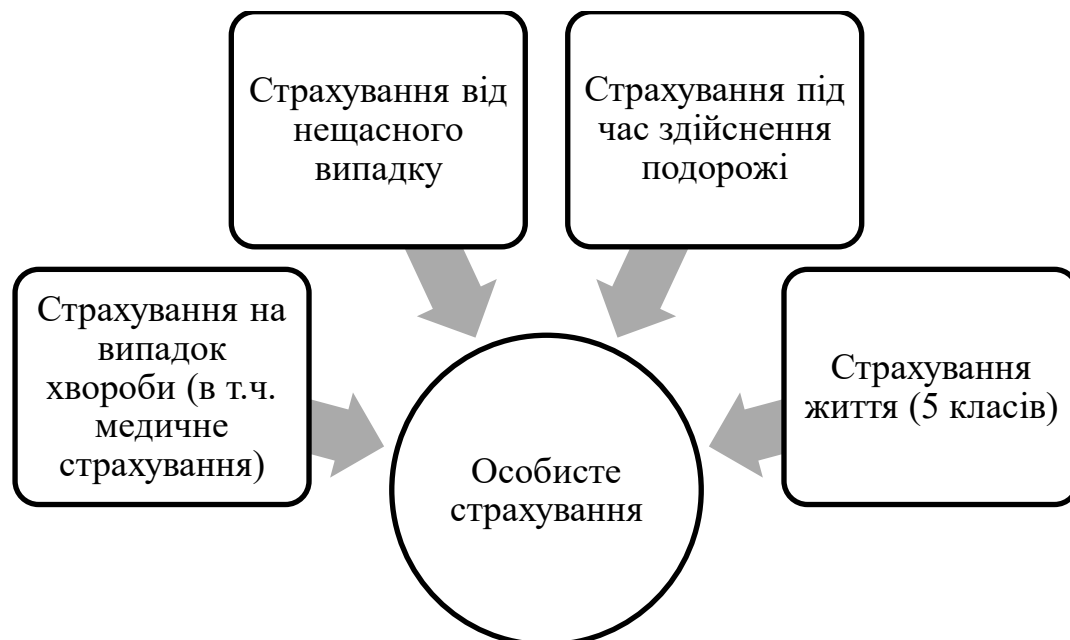 Страхування від
нещасного
випадку
Страхування під
час здійснення
подорожі
Страхування на
випадок
хвороби (в т.ч.
медичне
страхування)
Страхування
життя (5 класів)
Особисте
страхування